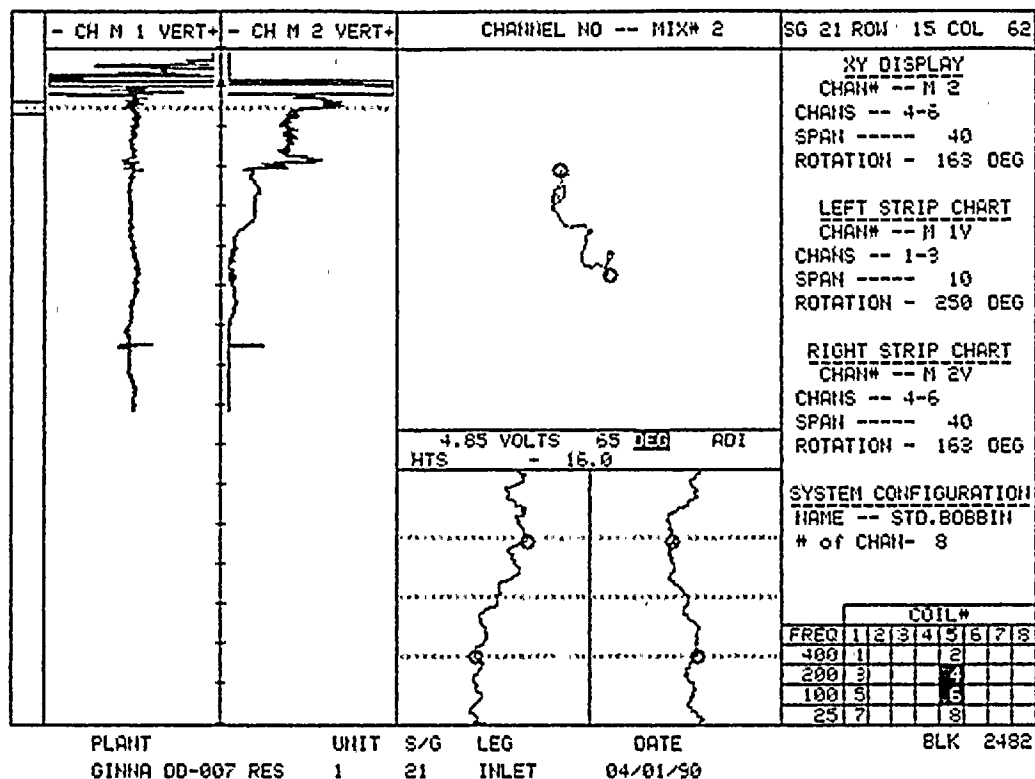 - CH M 1 VERT+ - CH M 2 VERT+ CHANNEL NO -- MIX# 2 SG 21 ROW 15 COL 62
XY DISPLAY
CHAN# -- M 2
CHANS -- 4-6
SPAN ----- 40
ROTATION - 163 DEG
LEFT STRIP CHART
CHAN# -- M 1V
CHANS -- 1-3
SPAN ----- 10
ROTATION - 250 DEG
RIGHT STRIP CHART
CHAN# -- M 2V
CHANS -- 4-6
SPAN ----- 40
ROTATION - 163 DEG
4.85 VOLTS 65 DEG ADI
HTS - 16.0
SYSTEM CONFIGURATION
NAME -- STD.BOBBIN
# of CHAN- 8
COIL#
FREQ 1 2 3 4 5 6 7 8
400 1 2
200 3 4
100 5 6
25 7 8
PLANT UNIT S/G LEG DATE BLK 2482
GINNA OD-007 RES 1 21 INLET 04/01/90